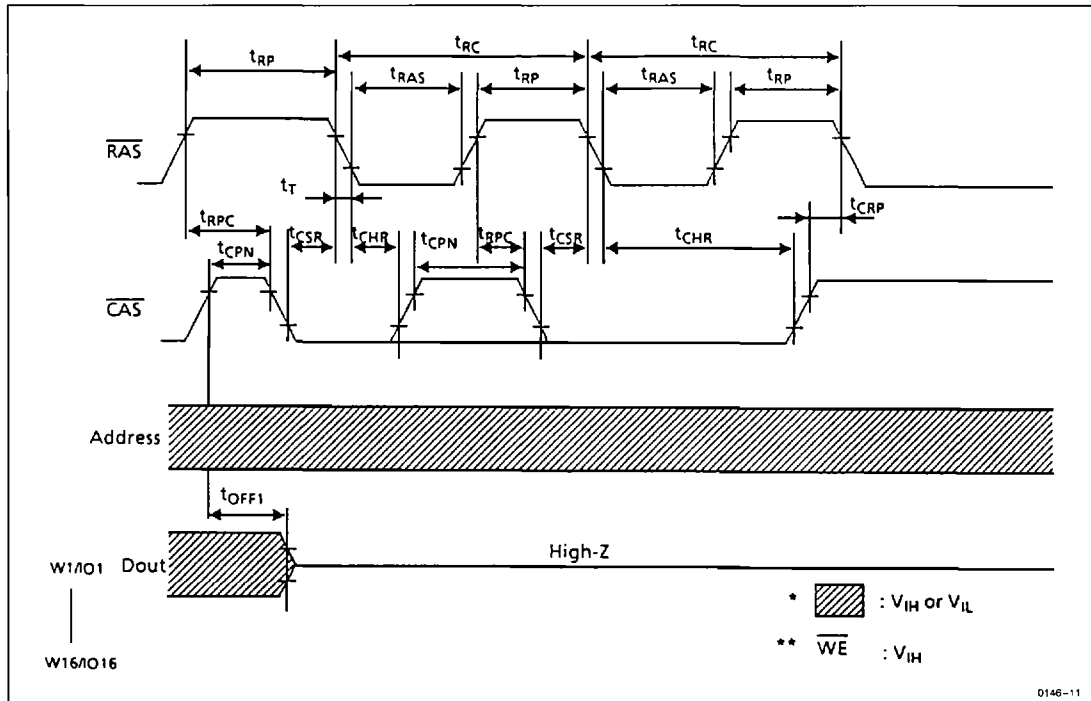 tRC tRC
tRP tRAS tRP tRAS tRP
RAS
tT
tCRP
tRPC
tCSR tCHR tCPN tRPC tCSR tCHR
tCPN
CAS
Address
tOFF1
High-Z
W1/IO1 Dout
* : VIH or VIL
** WE : VIH
W16/IO16
0146-11